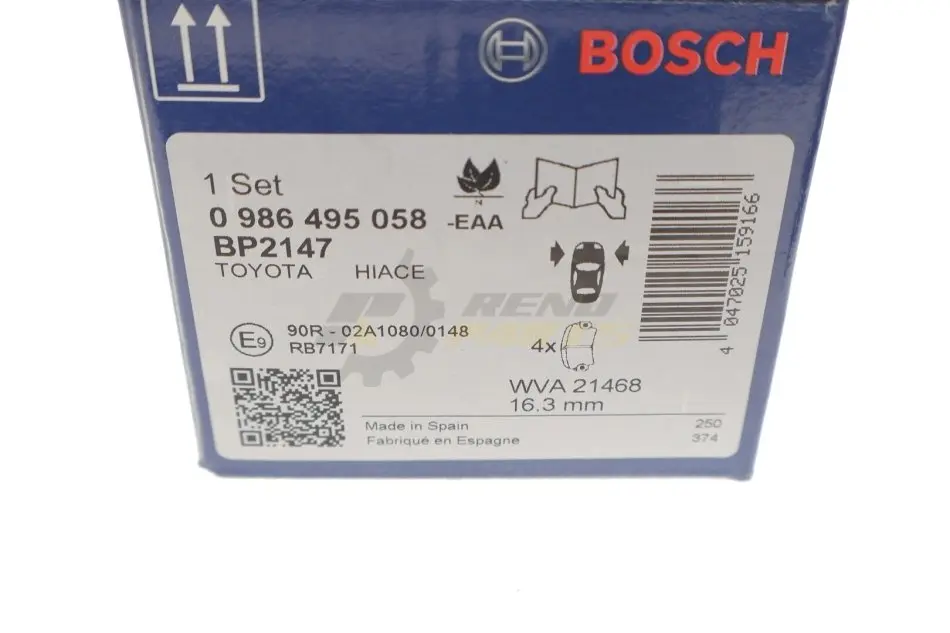 BOSCH
1 Set
0 986 495 058 -EAA
BP2147
TOYOTA HIACE
N
E9
90R - 02A1080/0148
RB7171
4x
WVA 21468
16.3 mm
Made in Spain
Fabriqué en Espagne
250
374
4 047025 159166
RENO